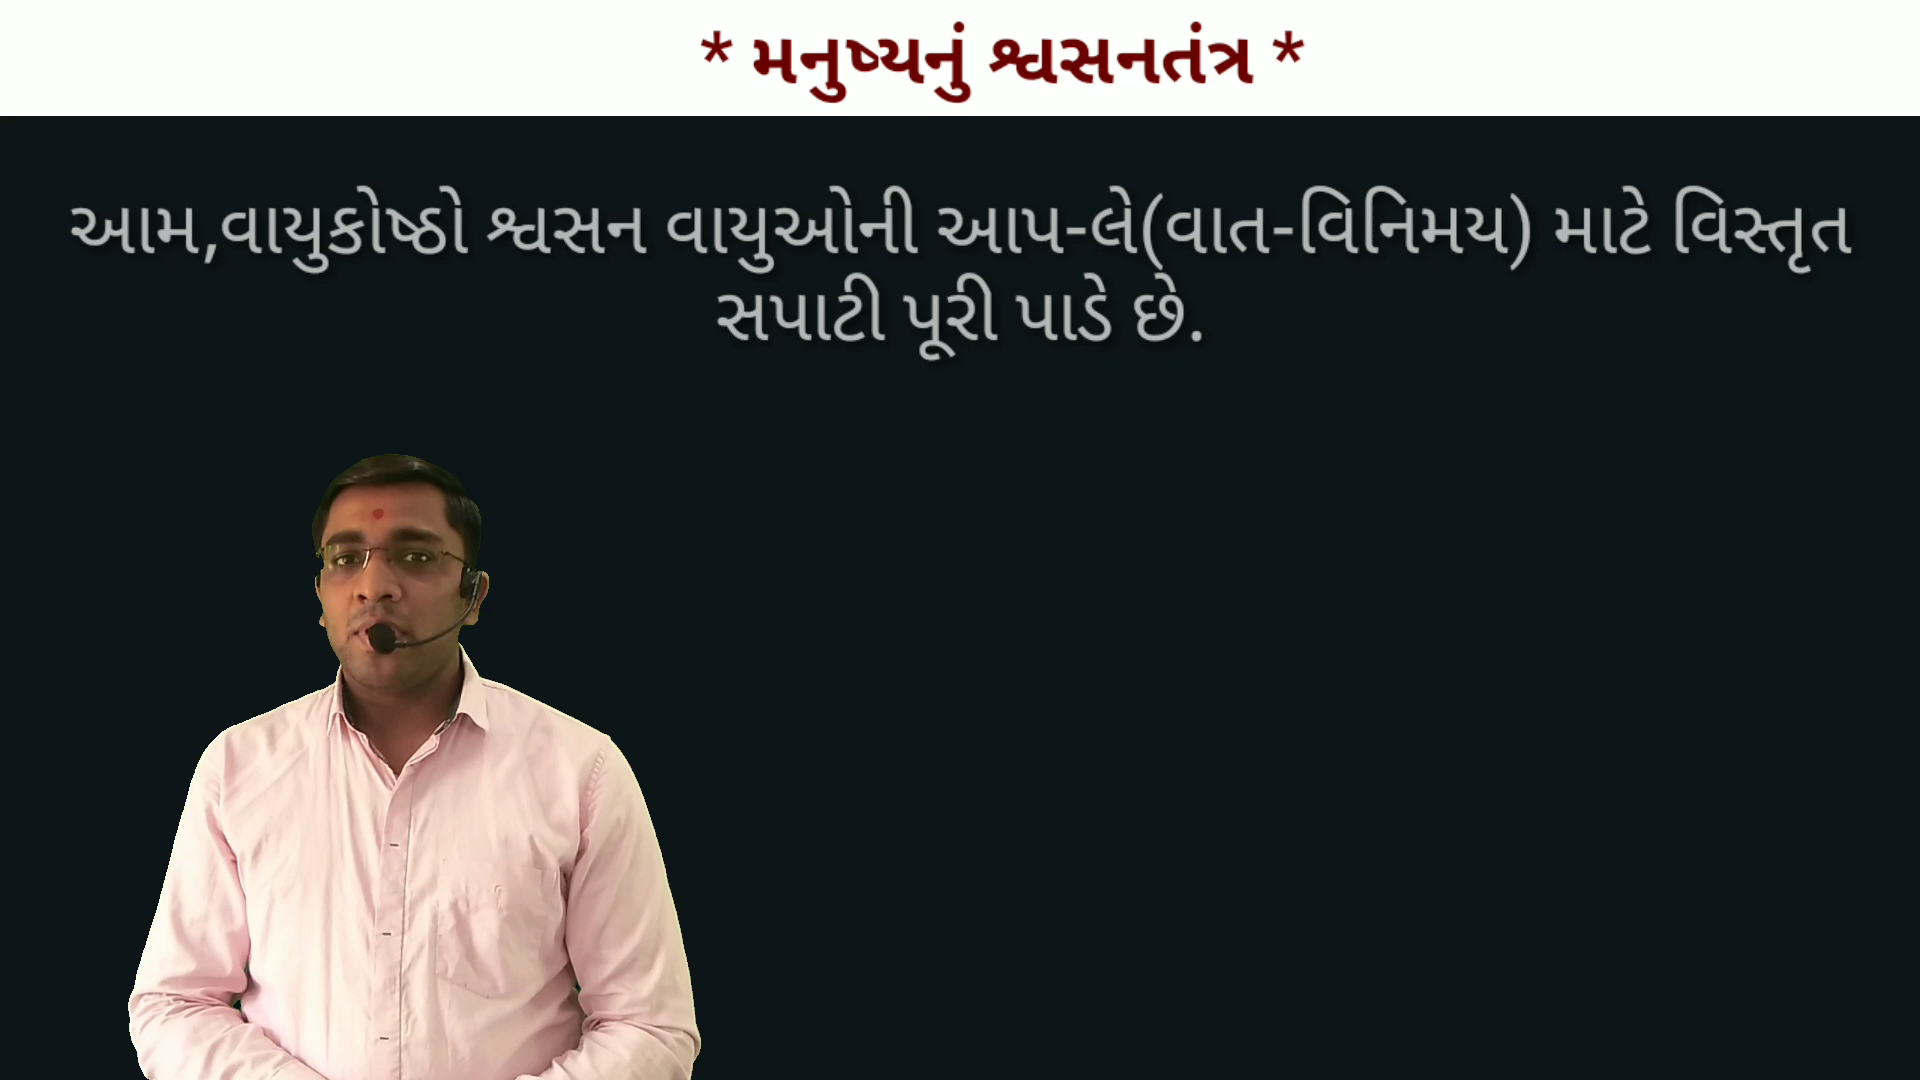 * મનુષ્યનું શ્વસનતંત્ર *
આમ,વાયુકોષ્ઠો શ્વસન વાયુઓની આપ-લે(વાત-વિનિમય) માટે વિસ્તૃત
સપાટી પૂરી પાડે છે.